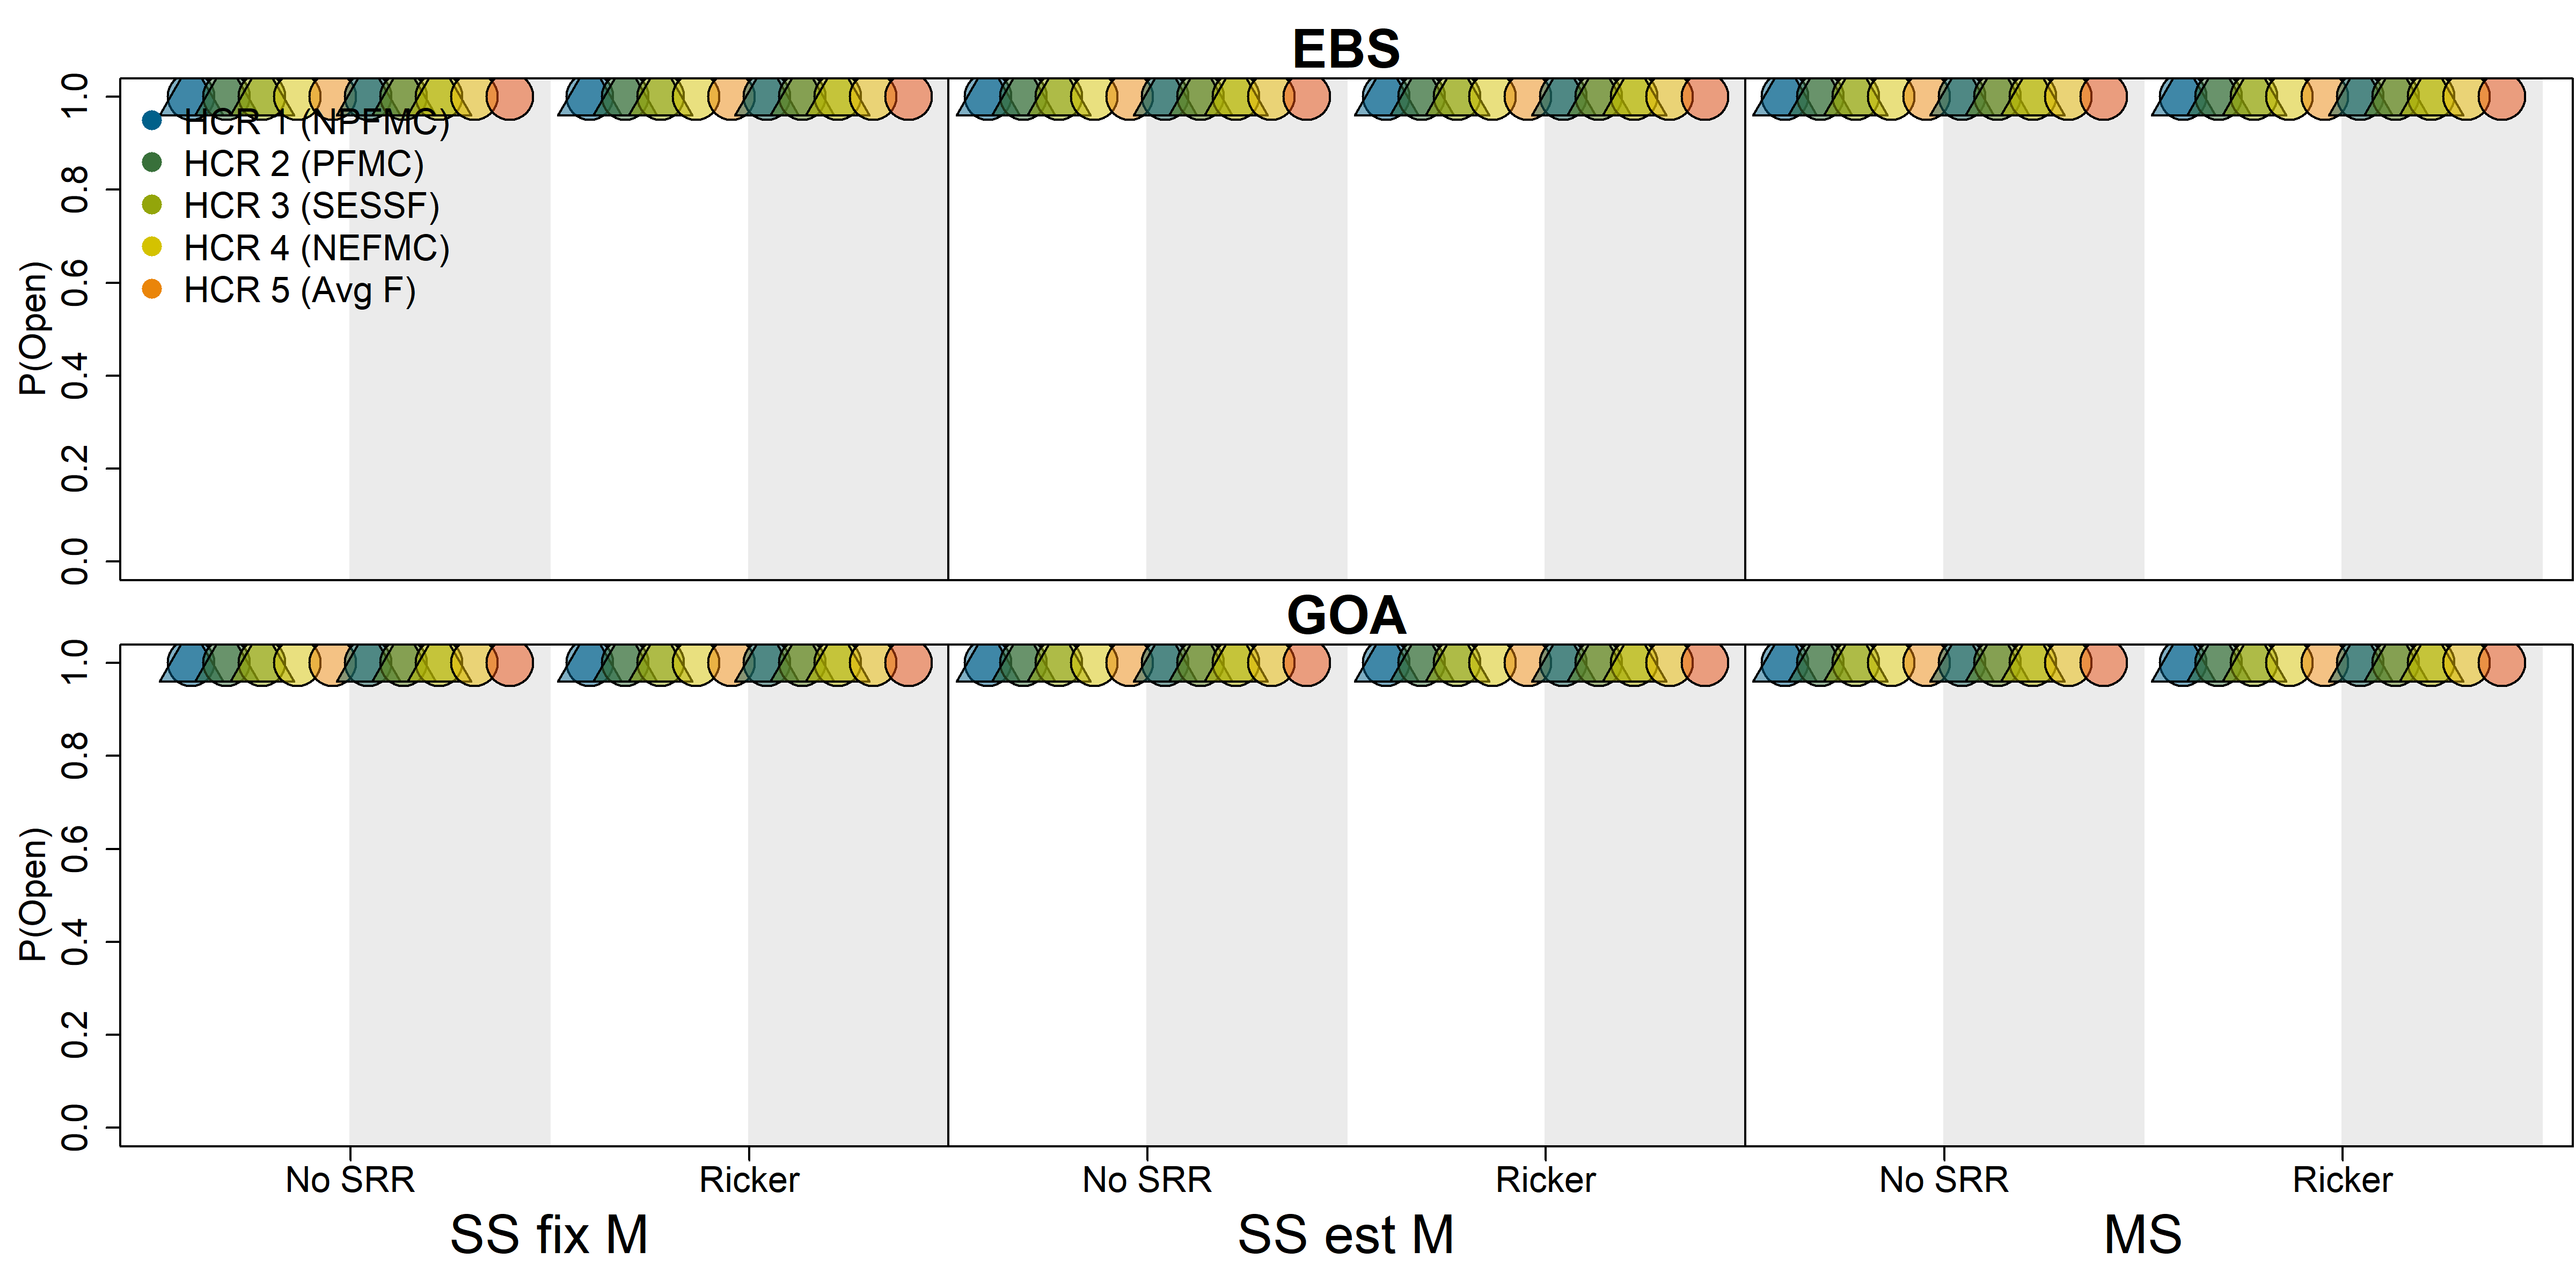 EBS
P(Open)
1.0
0.8
0.6
0.4
0.2
0.0
HCR 1 (NPFMC)
HCR 2 (PFMC)
HCR 3 (SESSF)
HCR 4 (NEFMC)
HCR 5 (Avg F)
GOA
P(Open)
1.0
0.8
0.6
0.4
0.2
0.0
No SRR Ricker No SRR Ricker No SRR Ricker
SS fix M SS est M MS